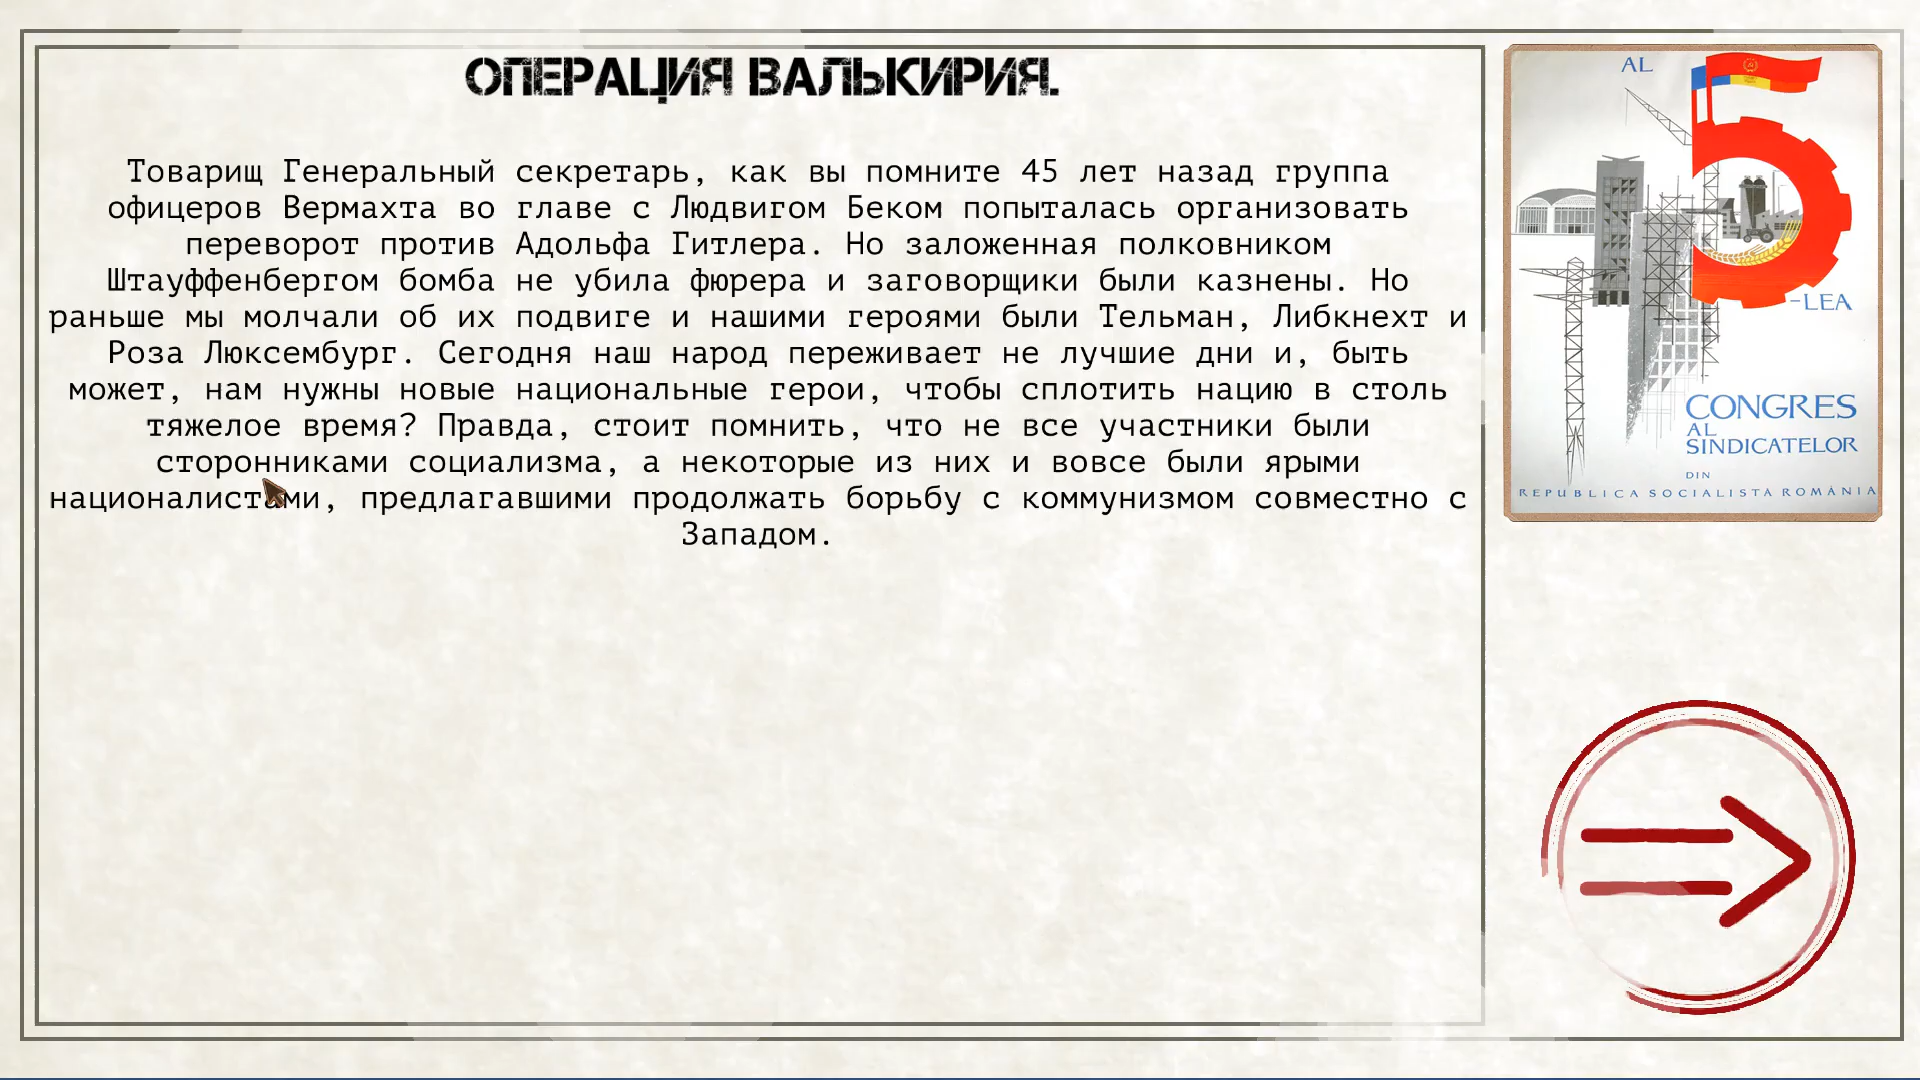 ОПЕРАЦИЯ ВАЛЬКИРИЯ.
Товарищ Генеральный секретарь, как вы помните 45 лет назад группа
офицеров Вермахта во главе с Людвигом Беком попыталась организовать
переворот против Адольфа Гитлера. Но заложенная полковником
Штауффенбергом бомба не убила фюрера и заговорщики были казнены. Но
раньше мы молчали об их подвиге и нашими героями были Тельман, Либкнехт и
Роза Люксембург. Сегодня наш народ переживает не лучшие дни и, быть
может, нам нужны новые национальные герои, чтобы сплотить нацию в столь
тяжелое время? Правда, стоит помнить, что не все участники были
сторонниками социализма, а некоторые из них и вовсе были ярыми
националистами, предлагавшими продолжать борьбу с коммунизмом совместно с
Западом.
AL
5
-LEA
CONGRES
AL
SINDICATELOR
DIN
REPUBLICA SOCIALISTA ROMÂNIA